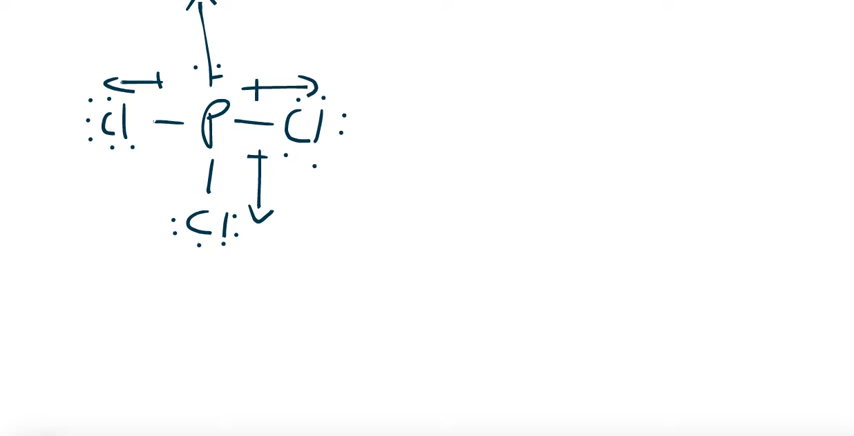 Cl — P — Cl
|
Cl